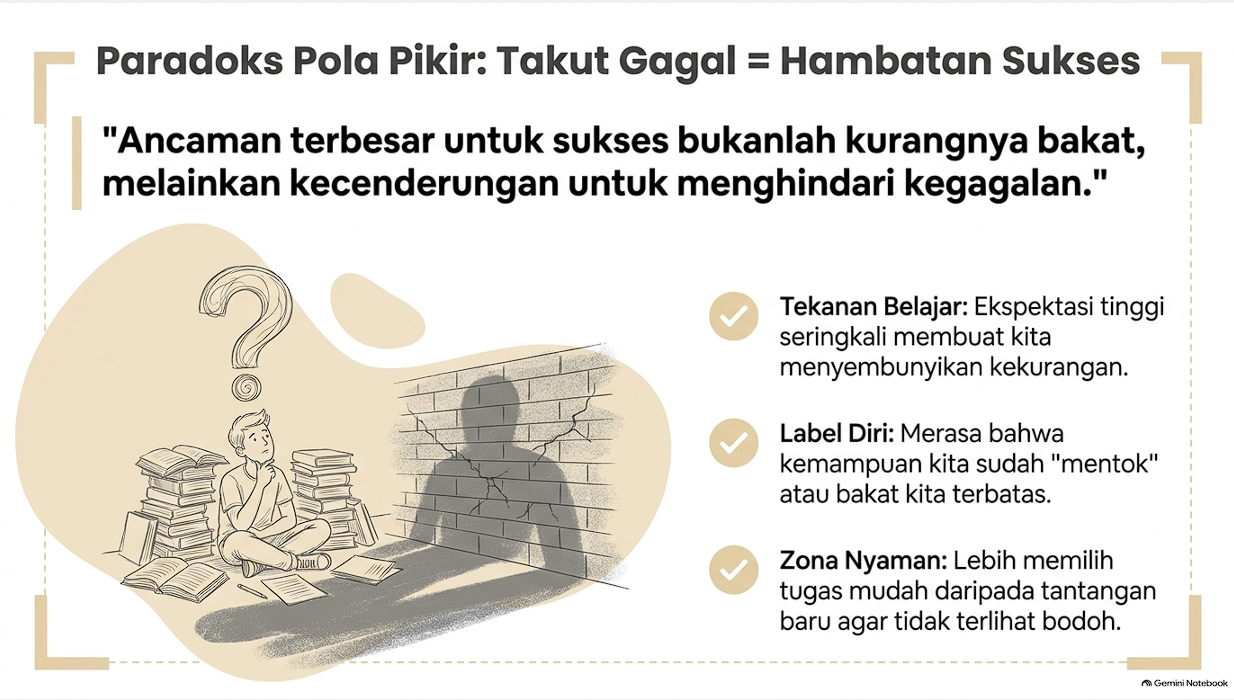 Paradoks Pola Pikir: Takut Gagal = Hambatan Sukses
"Ancaman terbesar untuk sukses bukanlah kurangnya bakat,
melainkan kecenderungan untuk menghindari kegagalan."
?
Tekanan Belajar: Ekspektasi tinggi
seringkali membuat kita
menyembunyikan kekurangan.
Label Diri: Merasa bahwa
kemampuan kita sudah "mentok"
atau bakat kita terbatas.
Zona Nyaman: Lebih memilih
tugas mudah daripada tantangan
baru agar tidak terlihat bodoh.
Gemini Notebook